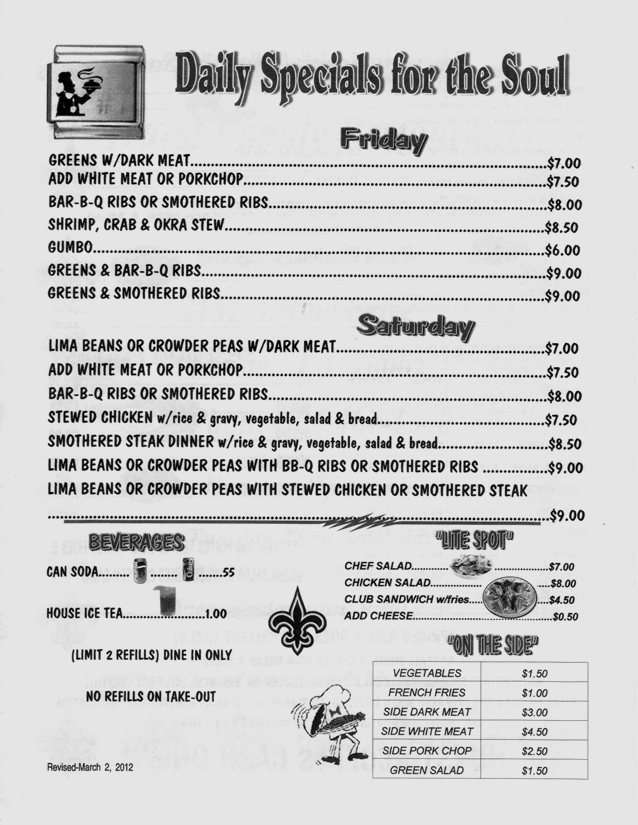 Daily Specials for the Soul
Friday
GREENS W/DARK MEAT...............$7.00
ADD WHITE MEAT OR PORKCHOP...............$7.50
BAR-B-Q RIBS OR SMOTHERED RIBS...............$8.00
SHRIMP, CRAB & OKRA STEW...............$8.50
GUMBO...............$6.00
GREENS & BAR-B-Q RIBS...............$9.00
GREENS & SMOTHERED RIBS...............$9.00
Saturday
LIMA BEANS OR CROWDER PEAS W/DARK MEAT...............$7.00
ADD WHITE MEAT OR PORKCHOP...............$7.50
BAR-B-Q RIBS OR SMOTHERED RIBS...............$8.00
STEWED CHICKEN w/rice & gravy, vegetable, salad & bread...............$7.50
SMOTHERED STEAK DINNER w/rice & gravy, vegetable, salad & bread...............$8.50
LIMA BEANS OR CROWDER PEAS WITH BB-Q RIBS OR SMOTHERED RIBS ...............$9.00
LIMA BEANS OR CROWDER PEAS WITH STEWED CHICKEN OR SMOTHERED STEAK
...............$9.00
BEVERAGES
CAN SODA......... ....... ......55
HOUSE ICE TEA...............1.00
(LIMIT 2 REFILLS) DINE IN ONLY
NO REFILLS ON TAKE-OUT
Revised-March 2, 2012
"LITE SPOT"
CHEF SALAD...............$7.00
CHICKEN SALAD...............$8.00
CLUB SANDWICH w/fries...............$4.50
ADD CHEESE...............$0.50
"ON THE SIDE"
VEGETABLES $1.50
FRENCH FRIES $1.00
SIDE DARK MEAT $3.00
SIDE WHITE MEAT $4.50
SIDE PORK CHOP $2.50
GREEN SALAD $1.50